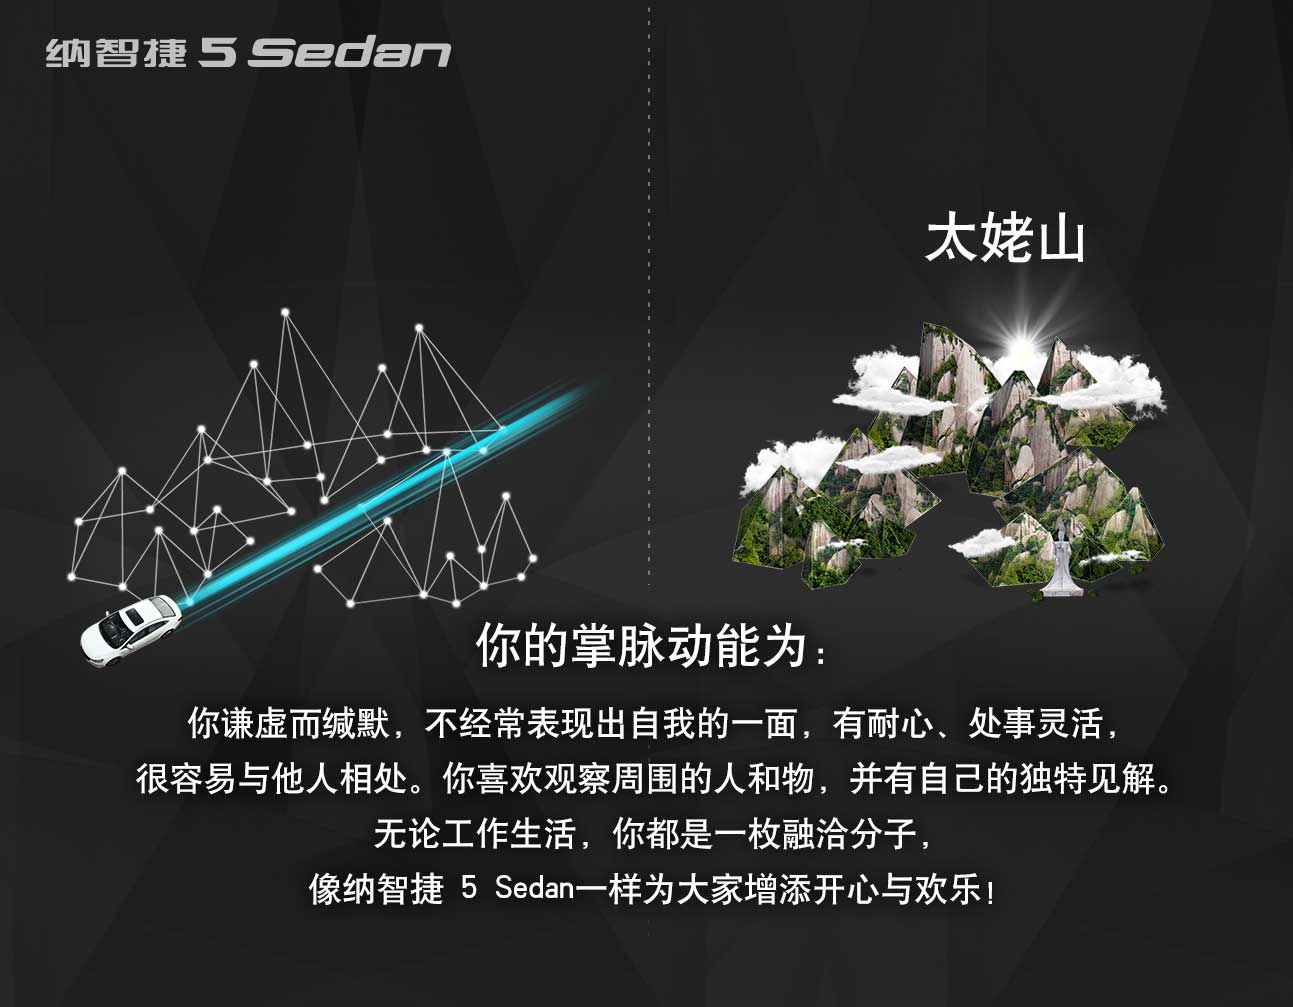 纳智捷 5 Sedan
太姥山
你的掌脉动能为：
你谦虚而缄默，不经常表现出自我的一面，有耐心、处事灵活，
很容易与他人相处。你喜欢观察周围的人和物，并有自己的独特见解。
无论工作生活，你都是一枚融洽分子，
像纳智捷 5 Sedan一样为大家增添开心与欢乐！